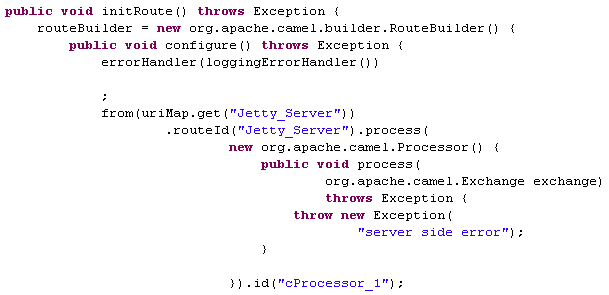 public void initRoute() throws Exception {
    routeBuilder = new org.apache.camel.builder.RouteBuilder() {
        public void configure() throws Exception {
            errorHandler(loggingErrorHandler())

            ;
            from(uriMap.get("Jetty_Server"))
                    .routeId("Jetty_Server").process(
                            new org.apache.camel.Processor() {
                                public void process(
                                        org.apache.camel.Exchange exchange)
                                        throws Exception {
                                    throw new Exception(
                                            "server side error");
                                }

                            }).id("cProcessor_1");